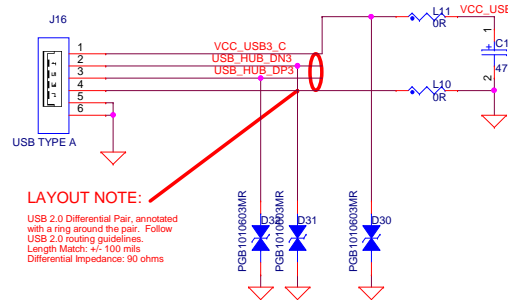 J16
L11
0R
VCC_USB
1
2
3
4
5
6
VCC_USB3_C
USB_HUB_DN3
USB_HUB_DP3
1
C1
47
2
L10
0R
USB TYPE A
LAYOUT NOTE:
USB 2.0 Differential Pair, annotated
with a ring around the pair. Follow
USB 2.0 routing guidelines.
Length Match: +/- 100 mils
Differential Impedance: 90 ohms
D32
D31
D30
PGB1010603MR
PGB1010603MR
PGB1010603MR